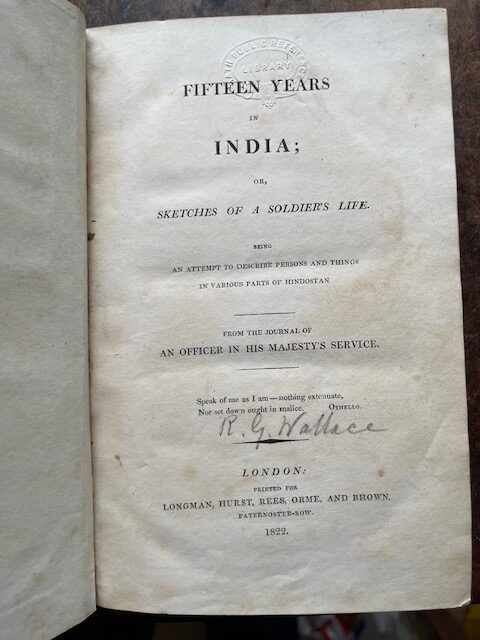 PUBLIC REFERENCE
LIBRARY
FIFTEEN YEARS
IN
INDIA;
OR,
SKETCHES OF A SOLDIER'S LIFE.
BEING
AN ATTEMPT TO DESCRIBE PERSONS AND THINGS
IN VARIOUS PARTS OF HINDOSTAN
FROM THE JOURNAL OF
AN OFFICER IN HIS MAJESTY'S SERVICE.
Speak of me as I am—nothing extenuate,
Nor set down ought in malice. OTHELLO.
R. G. Wallace
LONDON:
PRINTED FOR
LONGMAN, HURST, REES, ORME, AND BROWN,
PATERNOSTER-ROW.
1822.